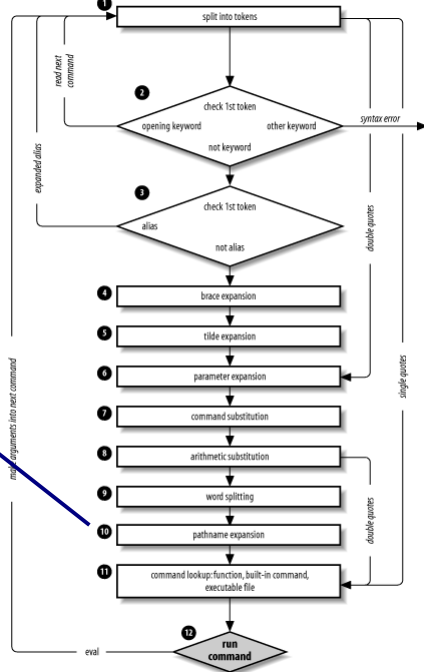 1
split into tokens
read next
command
2
check 1st token
opening keyword
other keyword
not keyword
syntax error
expanded alias
3
check 1st token
alias
not alias
double quotes
4
brace expansion
5
tilde expansion
6
parameter expansion
single quotes
7
command substitution
make arguments into next command
8
arithmetic substitution
9
word splitting
double quotes
10
pathname expansion
11
command lookup: function, built-in command,
executable file
12
run
command
eval